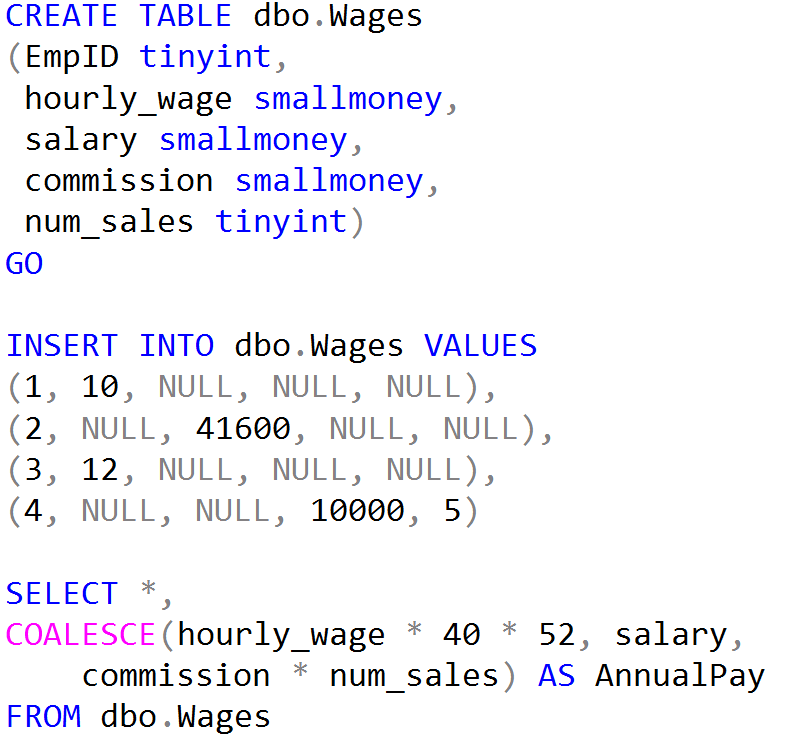 CREATE TABLE dbo.Wages
(EmpID tinyint,
hourly_wage smallmoney,
salary smallmoney,
commission smallmoney,
num_sales tinyint)
GO
INSERT INTO dbo.Wages VALUES
(1, 10, NULL, NULL, NULL),
(2, NULL, 41600, NULL, NULL),
(3, 12, NULL, NULL, NULL),
(4, NULL, NULL, 10000, 5)
SELECT *,
COALESCE(hourly_wage * 40 * 52, salary,
commission * num_sales) AS AnnualPay
FROM dbo.Wages